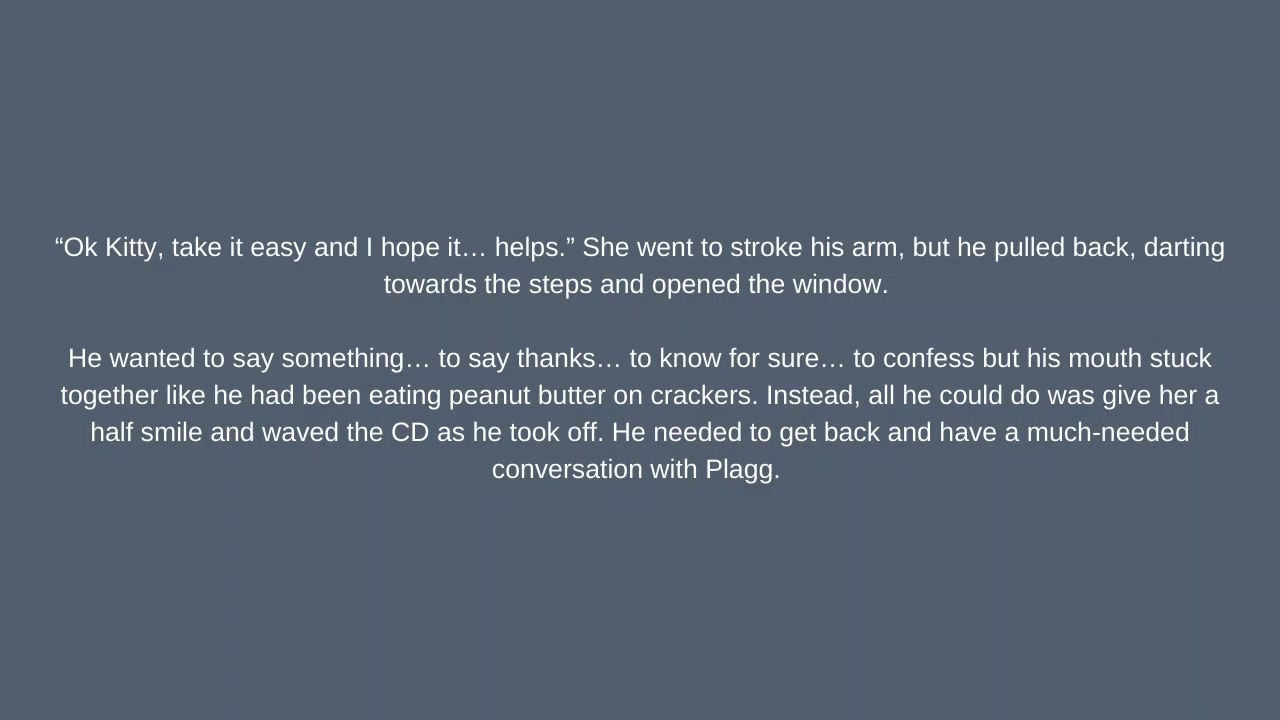 “Ok Kitty, take it easy and I hope it… helps.” She went to stroke his arm, but he pulled back, darting
towards the steps and opened the window.
He wanted to say something… to say thanks… to know for sure… to confess but his mouth stuck
together like he had been eating peanut butter on crackers. Instead, all he could do was give her a
half smile and waved the CD as he took off. He needed to get back and have a much-needed
conversation with Plagg.